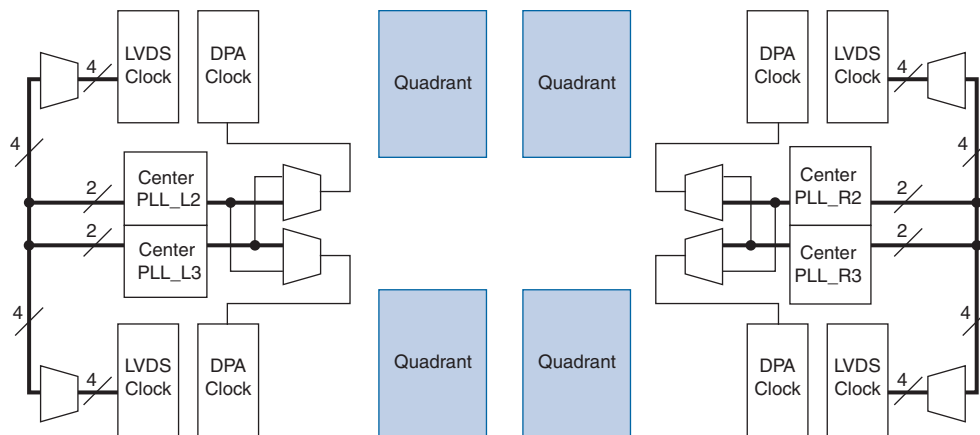 LVDS
Clock
DPA
Clock
Quadrant
Quadrant
DPA
Clock
LVDS
Clock
4
4
4
4
2
Center
PLL_L2
Center
PLL_R2
2
2
Center
PLL_L3
Center
PLL_R3
2
4
4
4
LVDS
Clock
DPA
Clock
Quadrant
Quadrant
DPA
Clock
LVDS
Clock
4